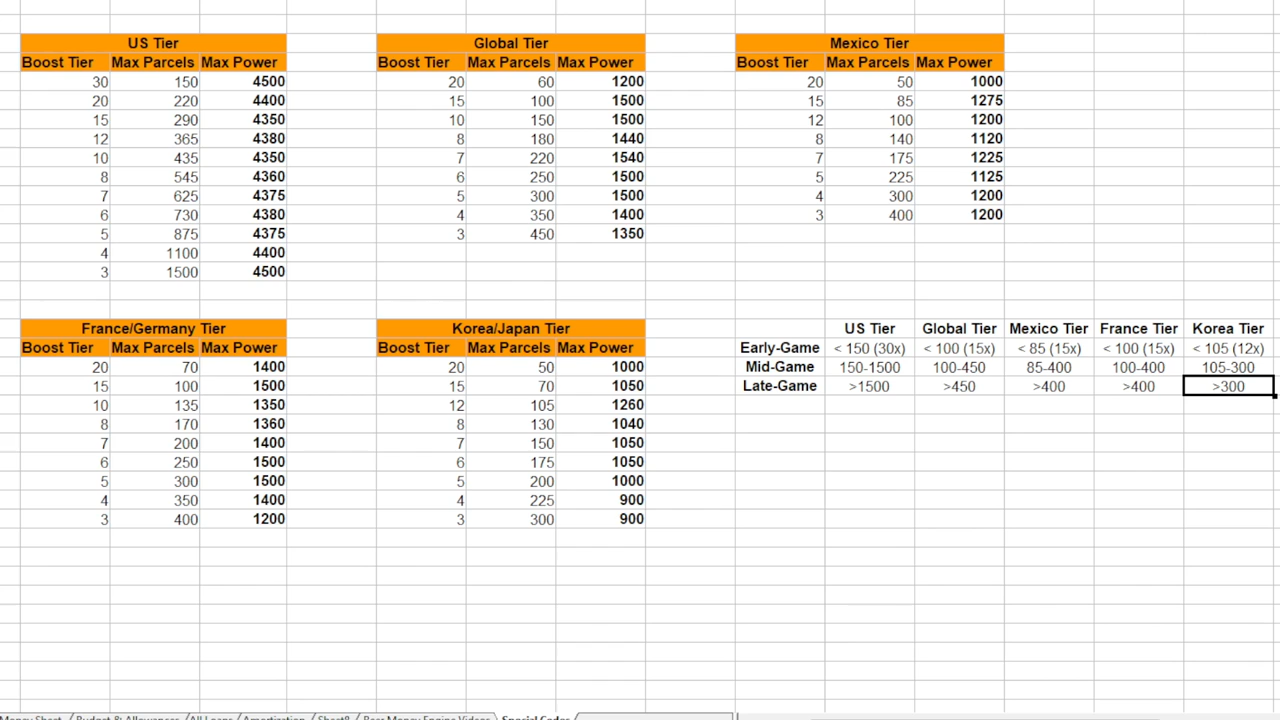 US Tier
Boost Tier Max Parcels Max Power
30 150 4500
20 220 4400
15 290 4350
12 365 4380
10 435 4350
8 545 4360
7 625 4375
6 730 4380
5 875 4375
4 1100 4400
3 1500 4500
Global Tier
Boost Tier Max Parcels Max Power
20 60 1200
15 100 1500
10 150 1500
8 180 1440
7 220 1540
6 250 1500
5 300 1500
4 350 1400
3 450 1350
Mexico Tier
Boost Tier Max Parcels Max Power
20 50 1000
15 85 1275
12 100 1200
8 140 1120
7 175 1225
5 225 1125
4 300 1200
3 400 1200
France/Germany Tier
Boost Tier Max Parcels Max Power
20 70 1400
15 100 1500
10 135 1350
8 170 1360
7 200 1400
6 250 1500
5 300 1500
4 350 1400
3 400 1200
Korea/Japan Tier
Boost Tier Max Parcels Max Power
20 50 1000
15 70 1050
12 105 1260
8 130 1040
7 150 1050
6 175 1050
5 200 1000
4 225 900
3 300 900
US Tier Global Tier Mexico Tier France Tier Korea Tier
Early-Game < 150 (30x) < 100 (15x) < 85 (15x) < 100 (15x) < 105 (12x)
Mid-Game 150-1500 100-450 85-400 100-400 105-300
Late-Game >1500 >450 >400 >400 >300
Money Sheet Budget & Allowances All Loans Amortization Sheet8 Money Engine Videos Special Codes